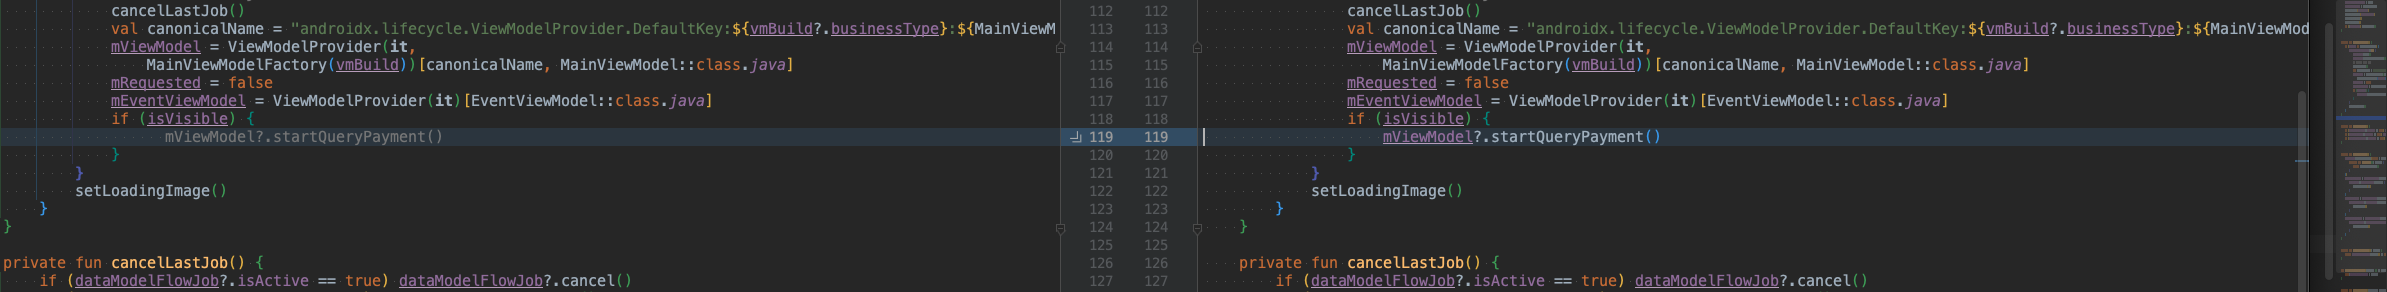 cancelLastJob()
val canonicalName = "androidx.lifecycle.ViewModelProvider.DefaultKey:${vmBuild?.businessType}:${MainViewM
mViewModel = ViewModelProvider(it,
MainViewModelFactory(vmBuild))[canonicalName, MainViewModel::class.java]
mRequested = false
mEventViewModel = ViewModelProvider(it)[EventViewModel::class.java]
if (isVisible) {
mViewModel?.startQueryPayment()
}
}
setLoadingImage()
}
}
private fun cancelLastJob() {
if (dataModelFlowJob?.isActive == true) dataModelFlowJob?.cancel()
112 112
113 113
114 114
115 115
116 116
117 117
118 118
119 119
120 120
121 121
122 122
123 123
124 124
125 125
126 126
127 127
cancelLastJob()
val canonicalName = "androidx.lifecycle.ViewModelProvider.DefaultKey:${vmBuild?.businessType}:${MainViewMod
mViewModel = ViewModelProvider(it,
MainViewModelFactory(vmBuild))[canonicalName, MainViewModel::class.java]
mRequested = false
mEventViewModel = ViewModelProvider(it)[EventViewModel::class.java]
if (isVisible) {
mViewModel?.startQueryPayment()
}
}
setLoadingImage()
}
}
private fun cancelLastJob() {
if (dataModelFlowJob?.isActive == true) dataModelFlowJob?.cancel()